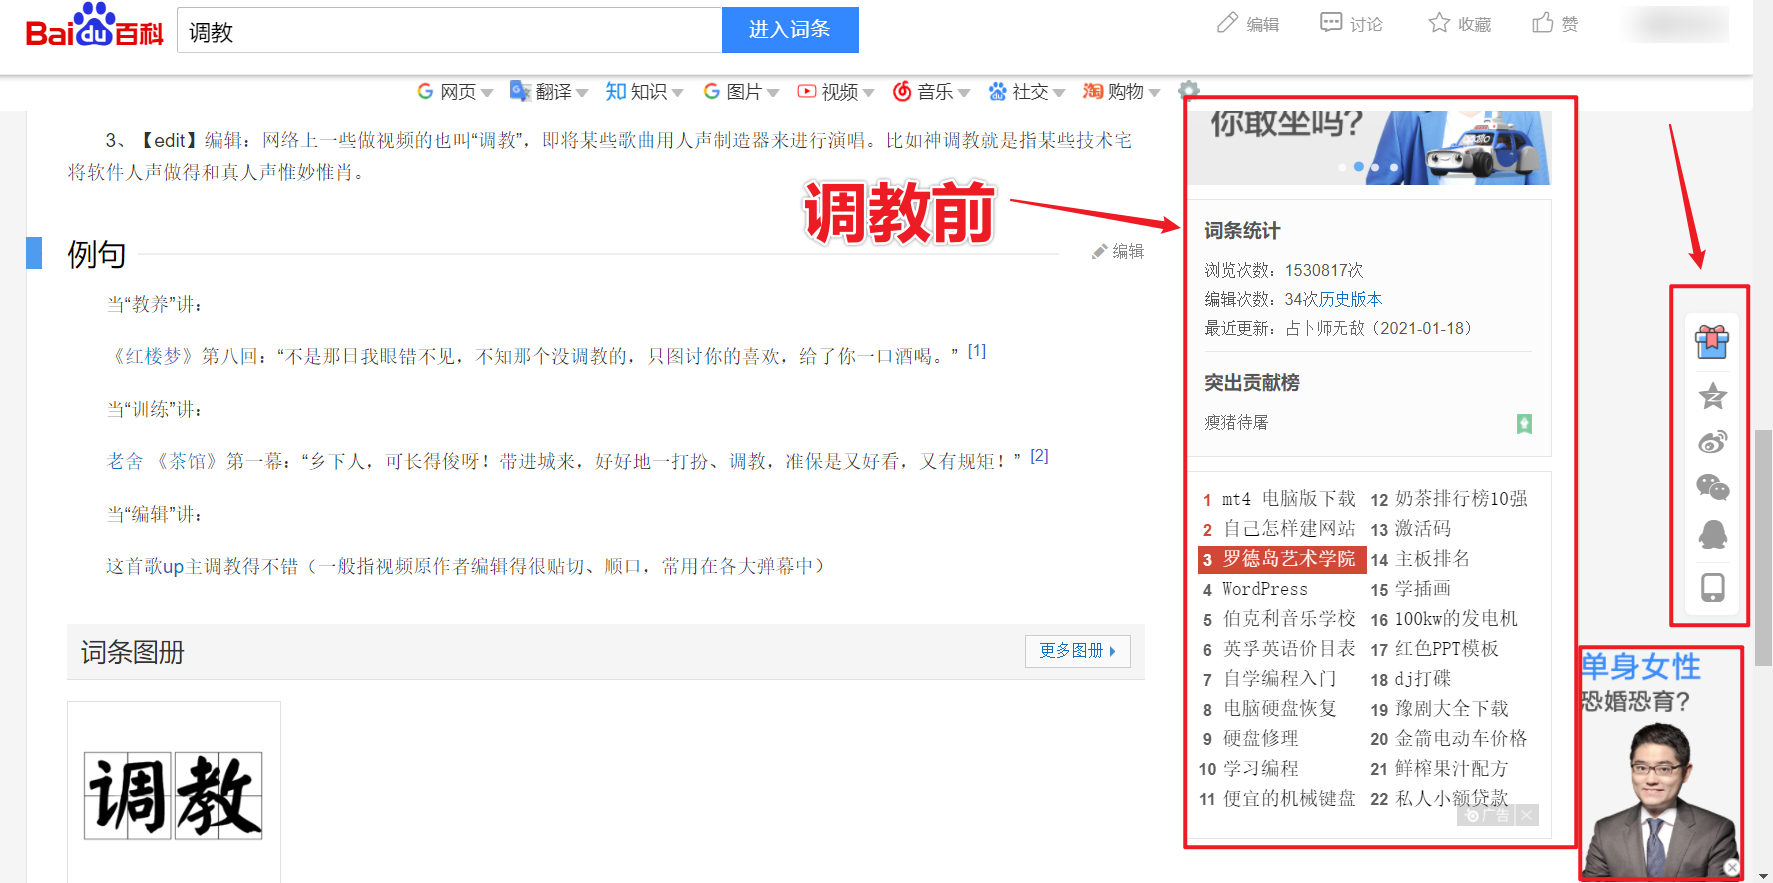 Bai du 百科
调教
进入词条
编辑
讨论
收藏
赞
网页
翻译
知 知识
图片
视频
音乐
社交
淘 购物
3、【edit】编辑：网络上一些做视频的也叫“调教”，即将某些歌曲用人声制造器来进行演唱。比如神调教就是指某些技术宅
将软件人声做得和真人声惟妙惟肖。
调教前
例句
编辑
当“教养”讲：
《红楼梦》第八回：“不是那日我眼错不见，不知那个没调教的，只图讨你的喜欢，给了你一口酒喝。” [1]
当“训练”讲：
老舍 《茶馆》第一幕：“乡下人，可长得俊呀！带进城来，好好地一打扮、调教，准保是又好看，又有规矩！” [2]
当“编辑”讲：
这首歌up主调教得不错（一般指视频原作者编辑得很贴切、顺口，常用在各大弹幕中）
词条图册
更多图册
调教
你敢坐吗？
词条统计
浏览次数：1530817次
编辑次数：34次历史版本
最近更新：占卜师无敌（2021-01-18）
突出贡献榜
瘦猪待屠
1 mt4 电脑版下载
2 自己怎样建网站
3 罗德岛艺术学院
4 WordPress
5 伯克利音乐学校
6 英孚英语价目表
7 自学编程入门
8 电脑硬盘恢复
9 硬盘修理
10 学习编程
11 便宜的机械键盘
12 奶茶排行榜10强
13 激活码
14 主板排名
15 学插画
16 100kw的发电机
17 红色PPT模板
18 dj打碟
19 豫剧大全下载
20 金箭电动车价格
21 鲜榨果汁配方
22 私人小额贷款
广告
单身女性
恐婚恐育？